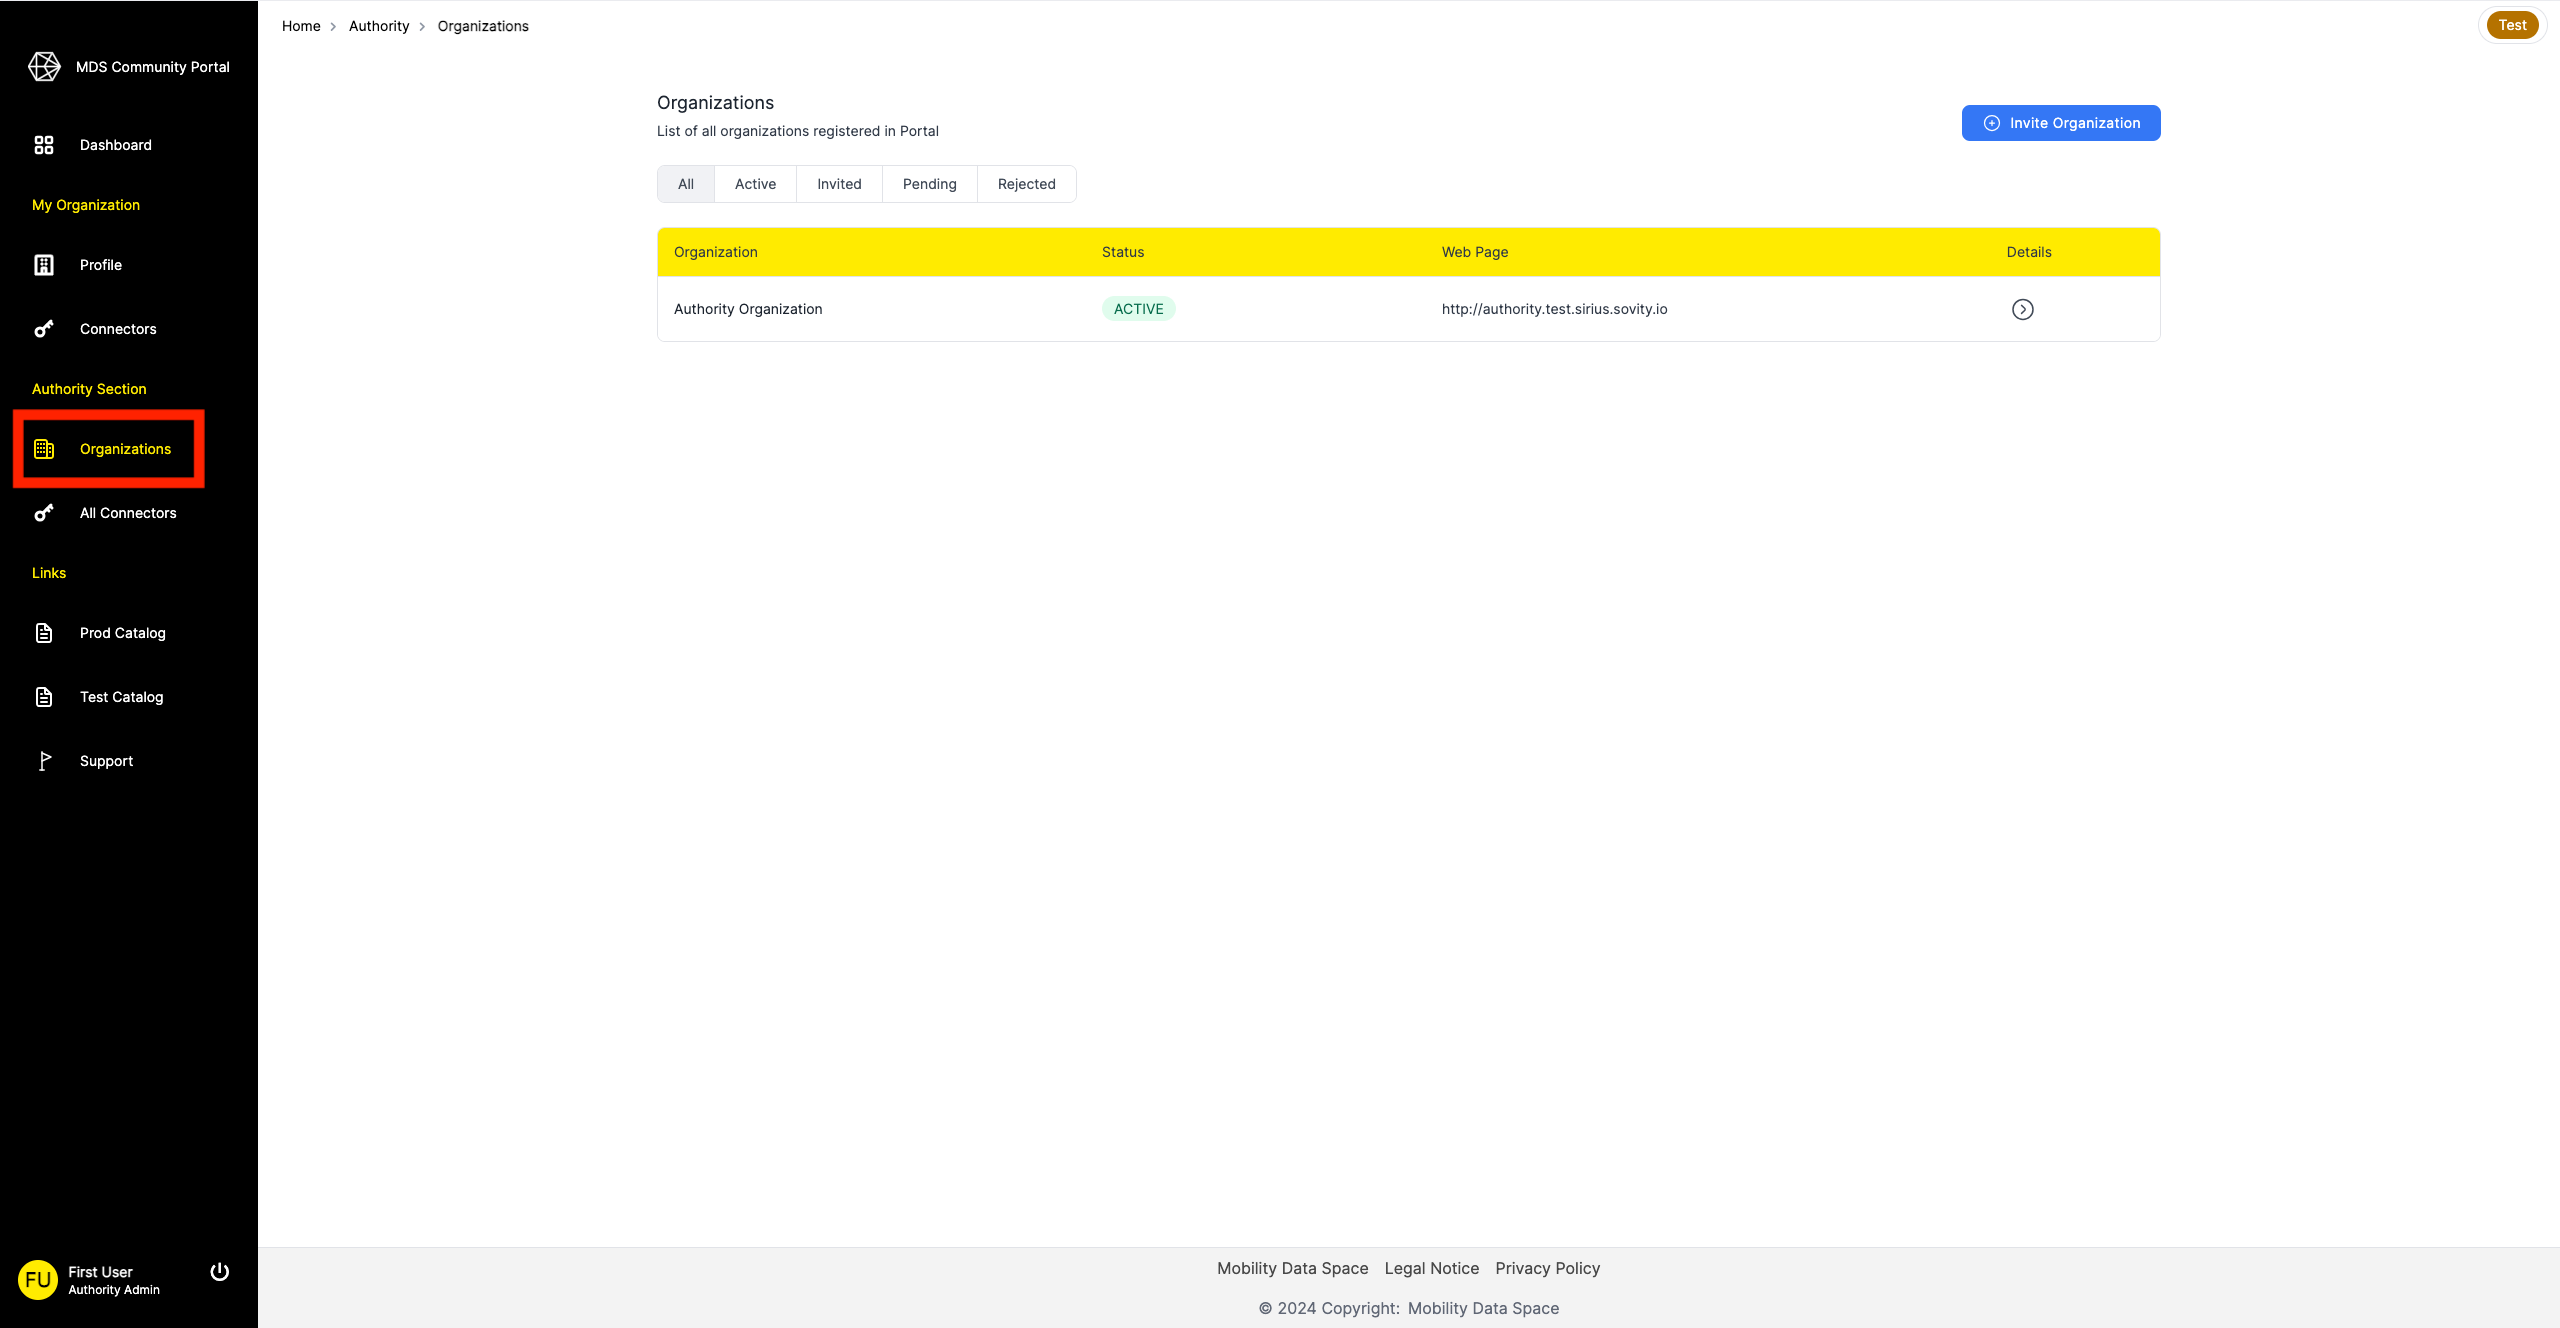 MDS Community Portal
Dashboard
My Organization
Profile
Connectors
Authority Section
Organizations
All Connectors
Links
Prod Catalog
Test Catalog
Support
FU
First User
Authority Admin
Home > Authority > Organizations
Test
Organizations
List of all organizations registered in Portal
Invite Organization
All Active Invited Pending Rejected
Organization Status Web Page Details
Authority Organization ACTIVE http://authority.test.sirius.sovity.io
Mobility Data Space Legal Notice Privacy Policy
© 2024 Copyright: Mobility Data Space